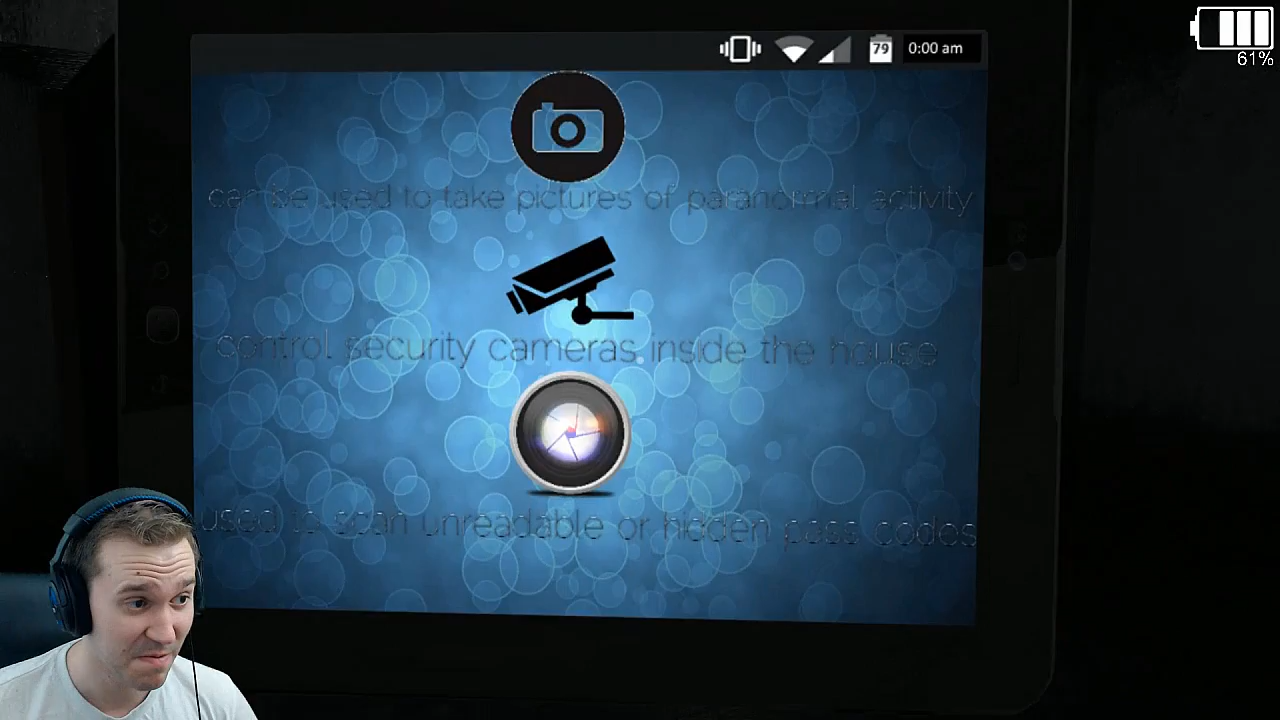 61%
79 0:00 am
can be used to take pictures of paranormal activity
control security cameras inside the house
used to scan unreadable or hidden pass codes